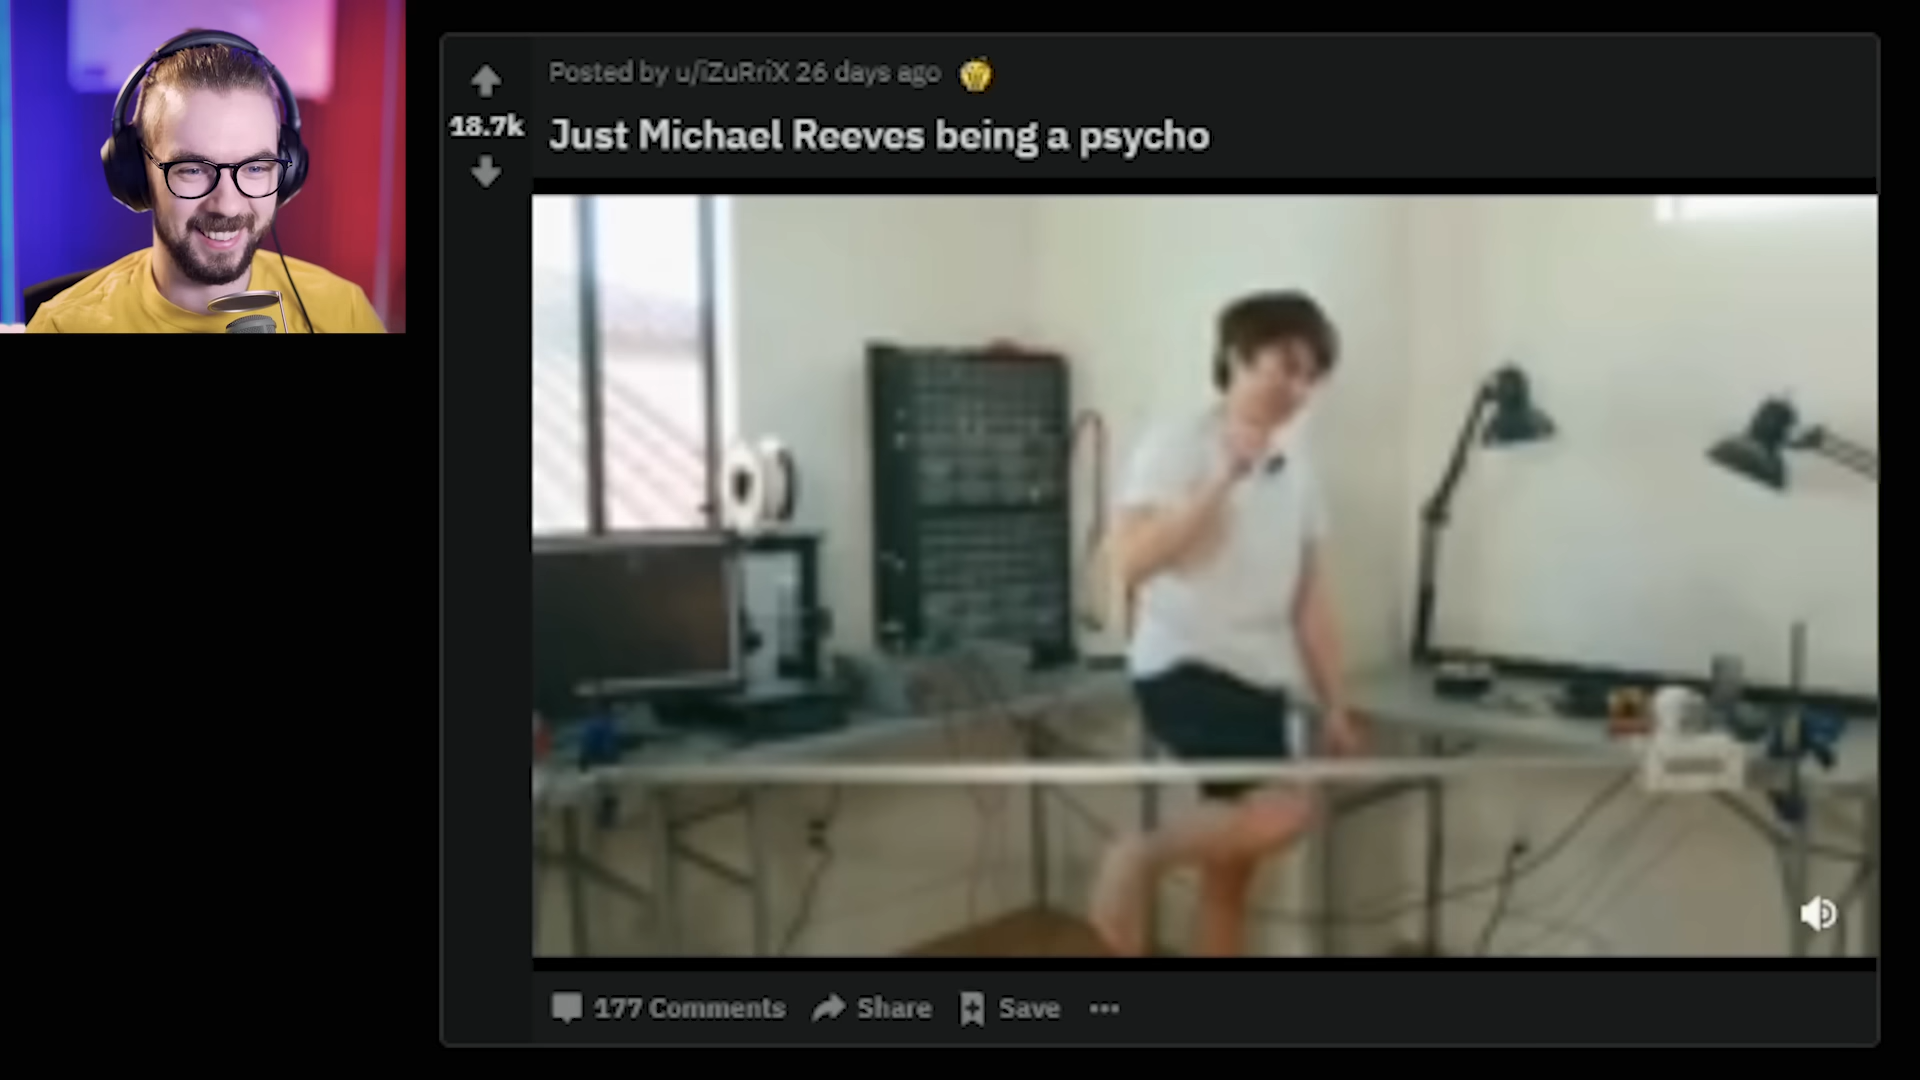 Posted by u/iZuRriX 26 days ago
18.7k
Just Michael Reeves being a psycho
177 Comments
Share
Save